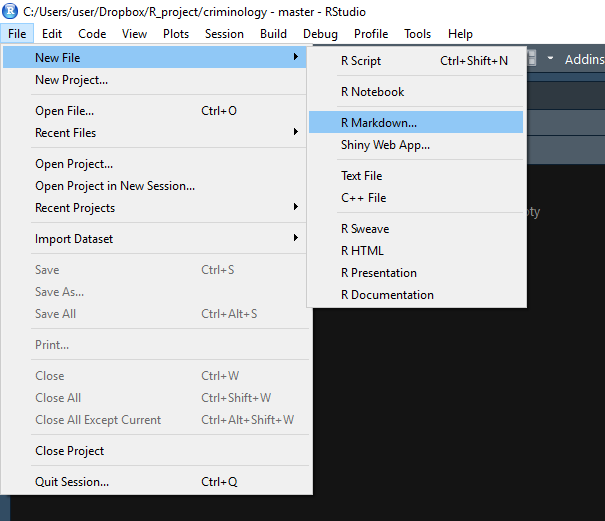 R C:/Users/user/Dropbox/R_project/criminology - master - RStudio
File Edit Code View Plots Session Build Debug Profile Tools Help
New File
New Project...
Open File... Ctrl+O
Recent Files
Open Project...
Open Project in New Session...
Recent Projects
Import Dataset
Save Ctrl+S
Save As...
Save All Ctrl+Alt+S
Print...
Close Ctrl+W
Close All Ctrl+Shift+W
Close All Except Current Ctrl+Alt+Shift+W
Close Project
Quit Session... Ctrl+Q
R Script Ctrl+Shift+N
R Notebook
R Markdown...
Shiny Web App...
Text File
C++ File
R Sweave
R HTML
R Presentation
R Documentation
Addins